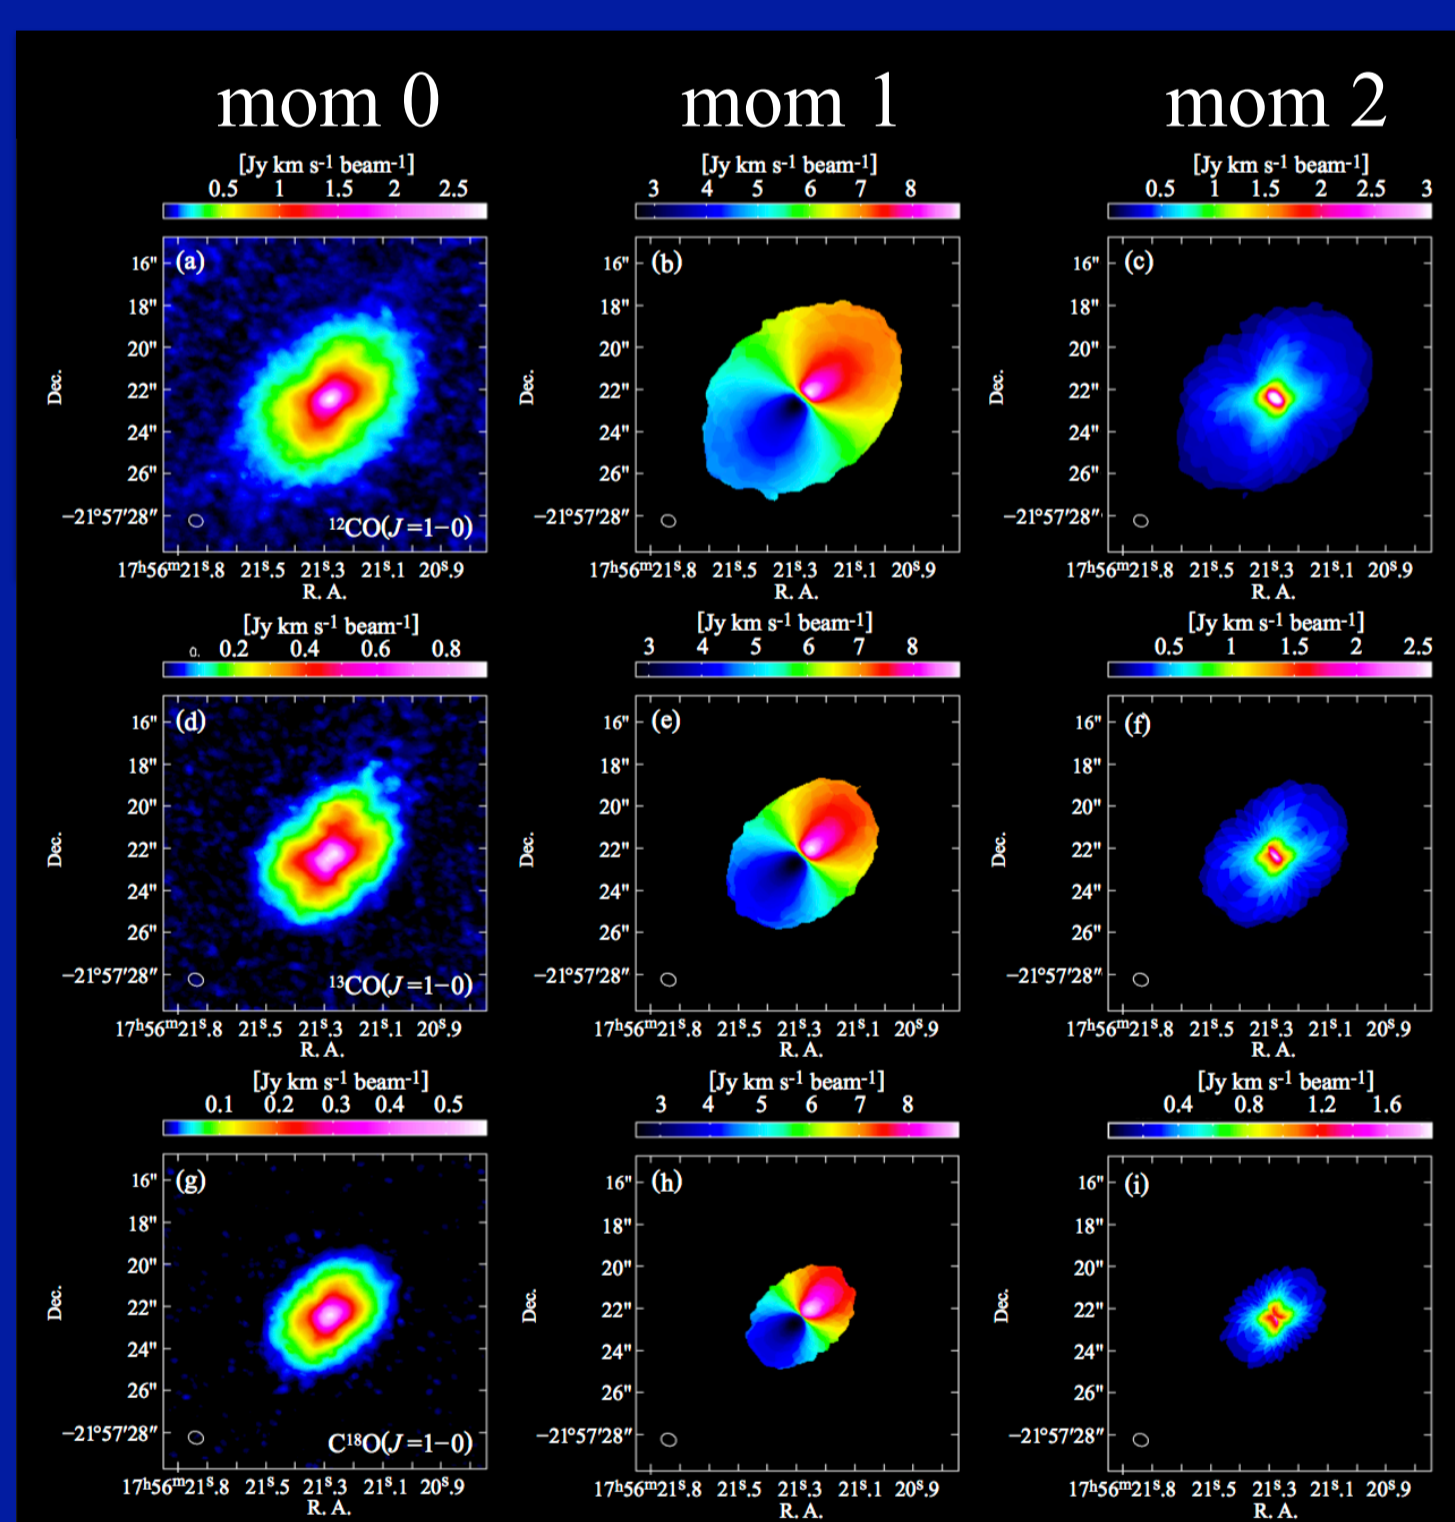 mom 0 mom 1 mom 2
[Jy km s-1 beam-1] [Jy km s-1 beam-1] [Jy km s-1 beam-1]
0.5 1 1.5 2 2.5 3 4 5 6 7 8 0.5 1 1.5 2 2.5 3
(a) (b) (c)
16" 16" 16"
18" 18" 18"
20" 20" 20"
Dec. Dec. Dec.
22" 22" 22"
24" 24" 24"
26" 26" 26"
−21°57′28″ 12CO(J=1−0) −21°57′28″ −21°57′28″
17h56m21s.8 21s.5 21s.3 21s.1 20s.9 17h56m21s.8 21s.5 21s.3 21s.1 20s.9 17h56m21s.8 21s.5 21s.3 21s.1 20s.9
R. A. R. A. R. A.
[Jy km s-1 beam-1] [Jy km s-1 beam-1] [Jy km s-1 beam-1]
0. 0.2 0.4 0.6 0.8 3 4 5 6 7 8 0.5 1 1.5 2 2.5
(d) (e) (f)
16" 16" 16"
18" 18" 18"
20" 20" 20"
Dec. Dec. Dec.
22" 22" 22"
24" 24" 24"
26" 26" 26"
−21°57′28″ 13CO(J=1−0) −21°57′28″ −21°57′28″
17h56m21s.8 21s.5 21s.3 21s.1 20s.9 17h56m21s.8 21s.5 21s.3 21s.1 20s.9 17h56m21s.8 21s.5 21s.3 21s.1 20s.9
R. A. R. A. R. A.
[Jy km s-1 beam-1] [Jy km s-1 beam-1] [Jy km s-1 beam-1]
0.1 0.2 0.3 0.4 0.5 3 4 5 6 7 8 0.4 0.8 1.2 1.6
(g) (h) (i)
16" 16" 16"
18" 18" 18"
20" 20" 20"
Dec. Dec. Dec.
22" 22" 22"
24" 24" 24"
26" 26" 26"
−21°57′28″ C18O(J=1−0) −21°57′28″ −21°57′28″
17h56m21s.8 21s.5 21s.3 21s.1 20s.9 17h56m21s.8 21s.5 21s.3 21s.1 20s.9 17h56m21s.8 21s.5 21s.3 21s.1 20s.9
R. A. R. A. R. A.